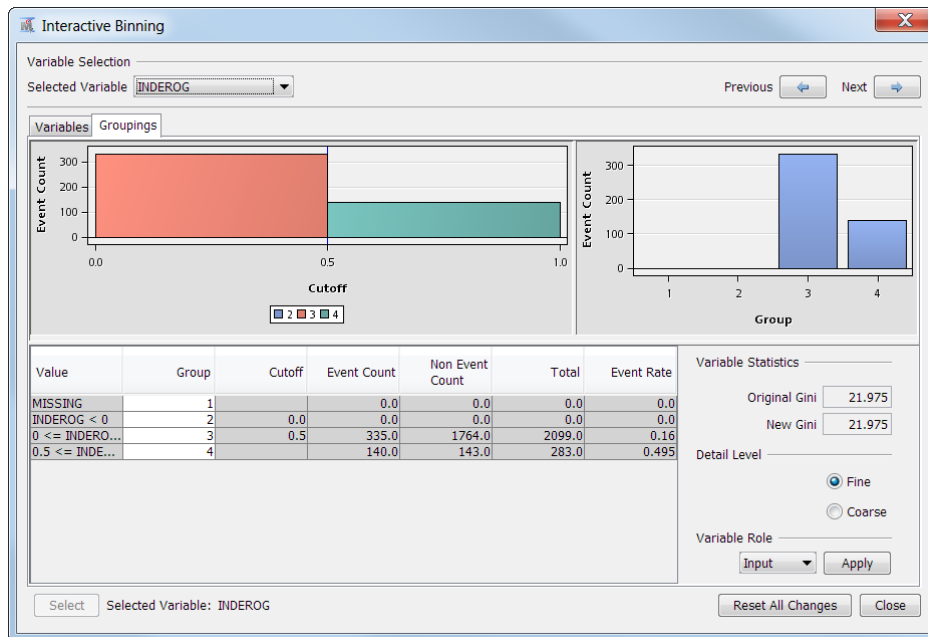 Interactive Binning
Variable Selection
Selected Variable INDEROG
Previous Next
Variables Groupings
Event Count
300
200
100
0
0.0 0.5 1.0
Cutoff
2 3 4
Event Count
300
200
100
0
1 2 3 4
Group
Value Group Cutoff Event Count Non Event Count Total Event Rate
MISSING 1 0.0 0.0 0.0 0.0
INDEROG < 0 2 0.0 0.0 0.0 0.0 0.0
0 <= INDERO... 3 0.5 335.0 1764.0 2099.0 0.16
0.5 <= INDE... 4 140.0 143.0 283.0 0.495
Variable Statistics
Original Gini 21.975
New Gini 21.975
Detail Level
Fine
Coarse
Variable Role
Input Apply
Select Selected Variable: INDEROG Reset All Changes Close